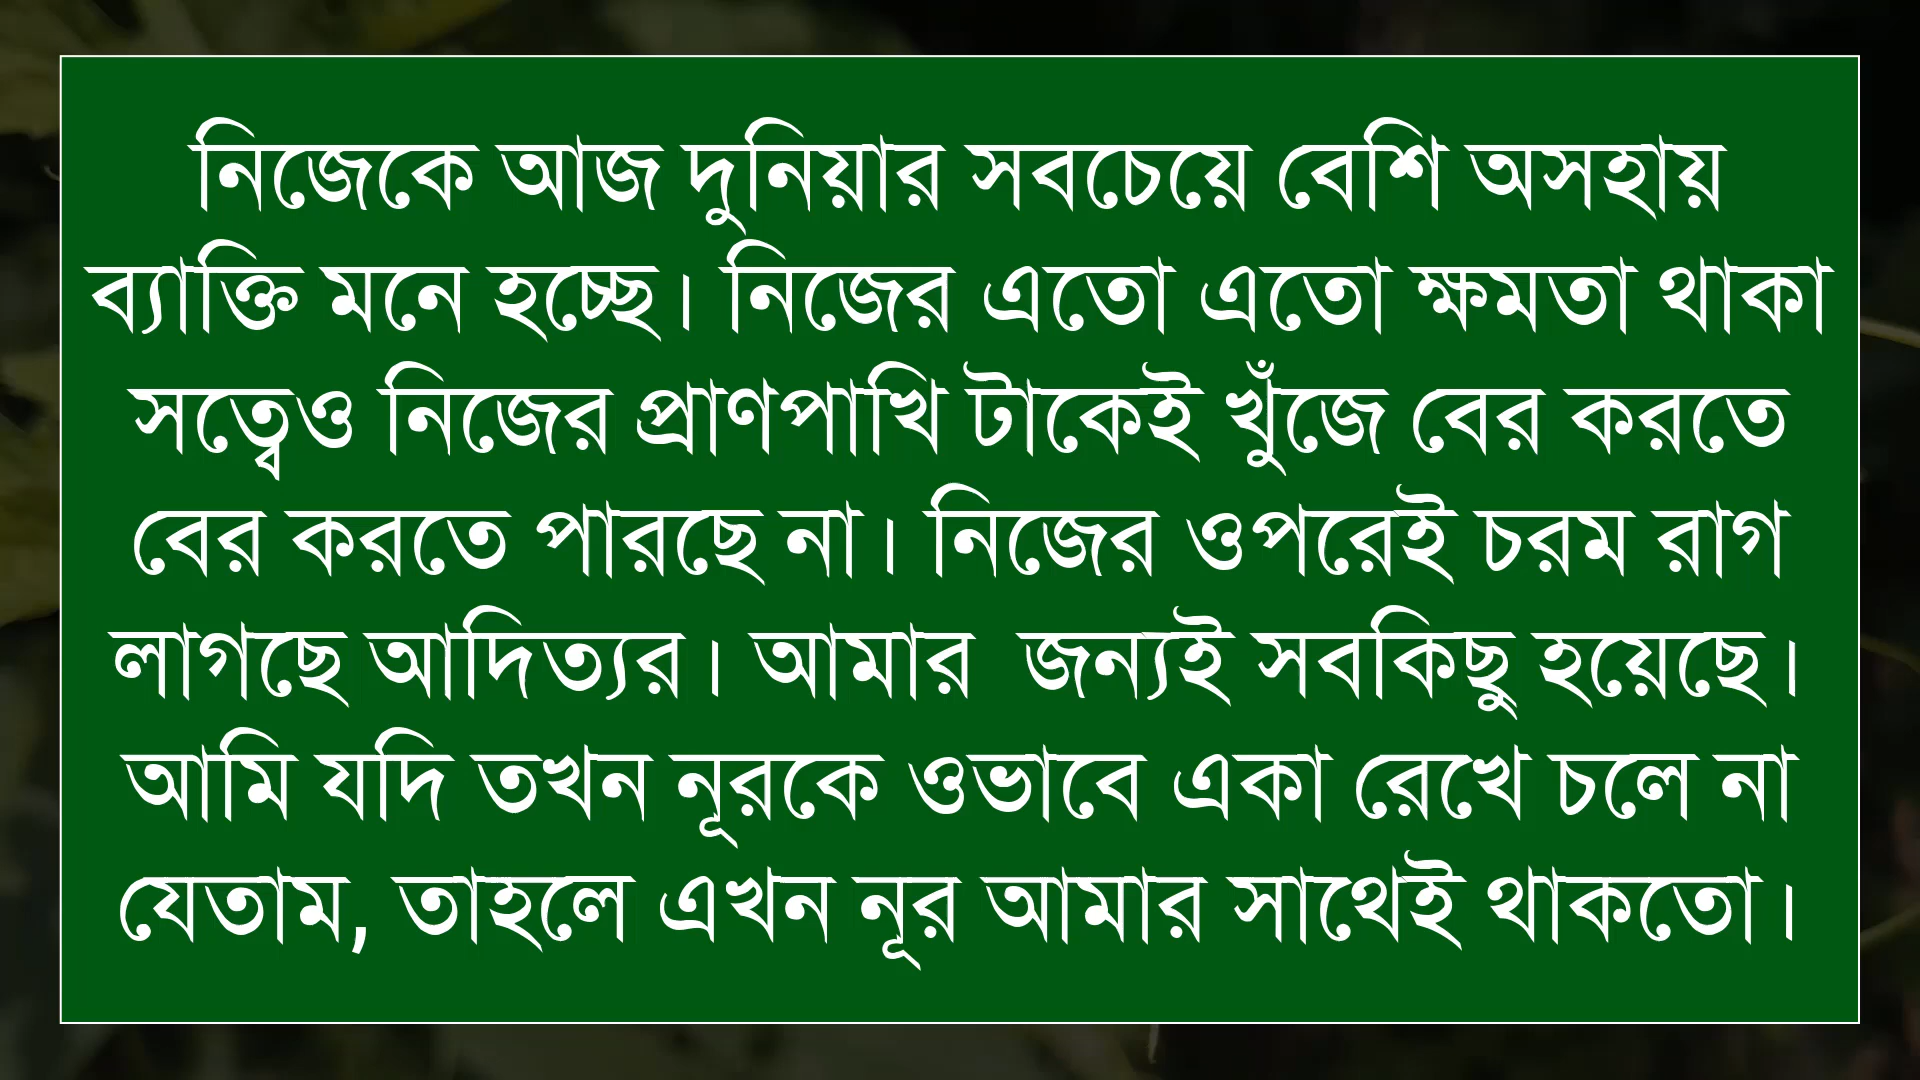 নিজেকে আজ দুনিয়ার সবচেয়ে বেশি অসহায়
ব্যাক্তি মনে হচ্ছে। নিজের এতো এতো ক্ষমতা থাকা
সত্ত্বেও নিজের প্রাণপাখি টাকেই খুঁজে বের করতে
বের করতে পারছে না। নিজের ওপরেই চরম রাগ
লাগছে আদিত্যর। আমার  জন্যই সবকিছু হয়েছে।
আমি যদি তখন নূরকে ওভাবে একা রেখে চলে না
যেতাম, তাহলে এখন নূর আমার সাথেই থাকতো।